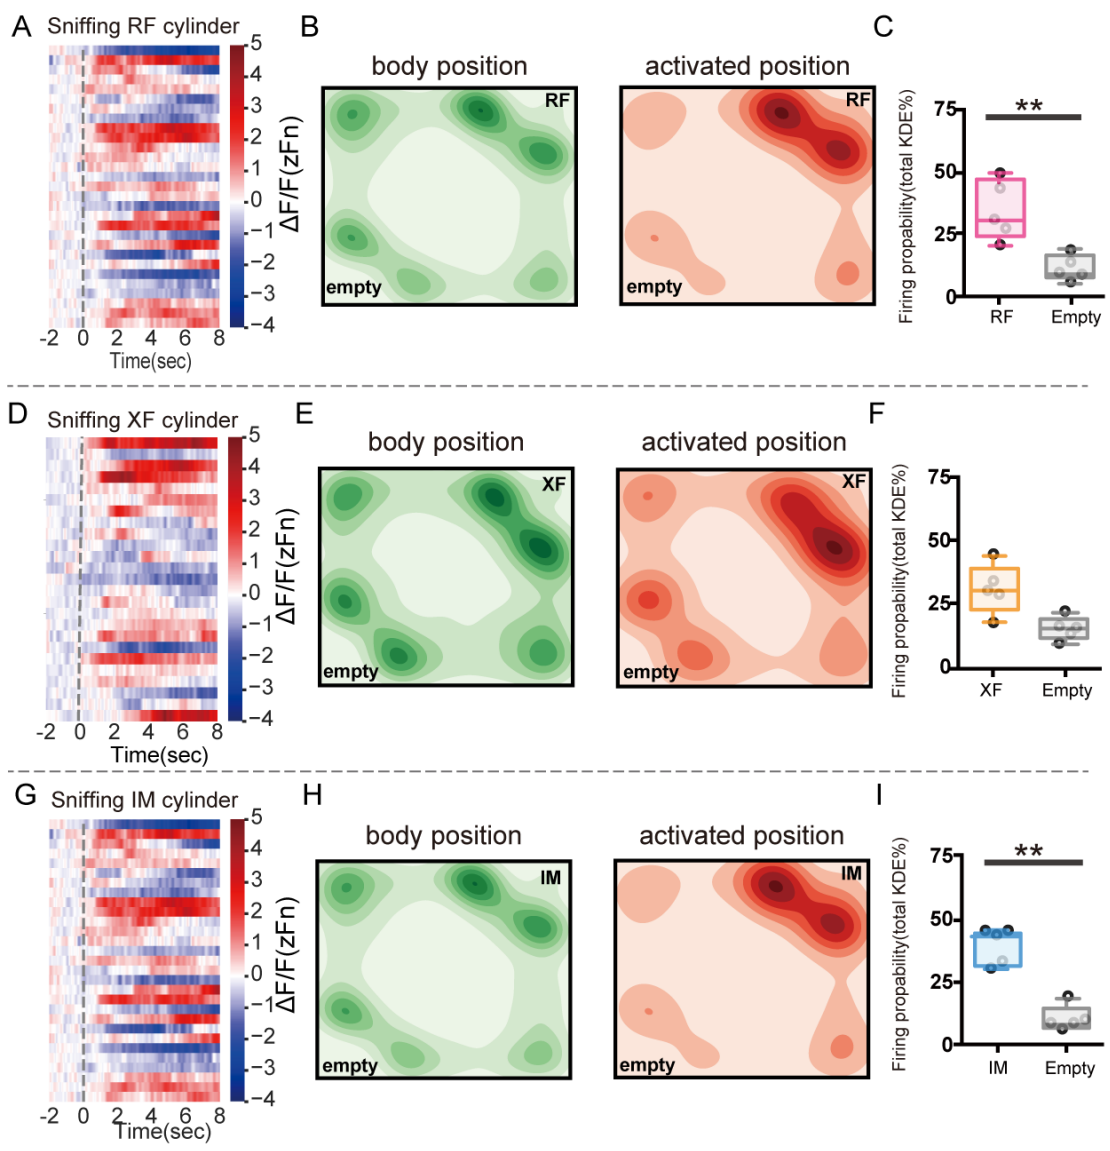 A Sniffing RF cylinder
5
4
3
2
1
0
−1
−2
−3
−4
ΔF/F(zFn)
-2 0 2 4 6 8
Time(sec)
B
body position
RF
empty
activated position
RF
empty
C
Firing propability(total KDE%)
75
50
25
0
**
RF Empty
D Sniffing XF cylinder
5
4
3
2
1
0
−1
−2
−3
−4
ΔF/F(zFn)
-2 0 2 4 6 8
Time(sec)
E
body position
XF
empty
activated position
XF
empty
F
Firing propability(total KDE%)
75
50
25
0
XF Empty
G Sniffing IM cylinder
5
4
3
2
1
0
−1
−2
−3
−4
ΔF/F(zFn)
-2 0 2 4 6 8
Time(sec)
H
body position
IM
empty
activated position
IM
empty
I
Firing propability(total KDE%)
75
50
25
0
**
IM Empty